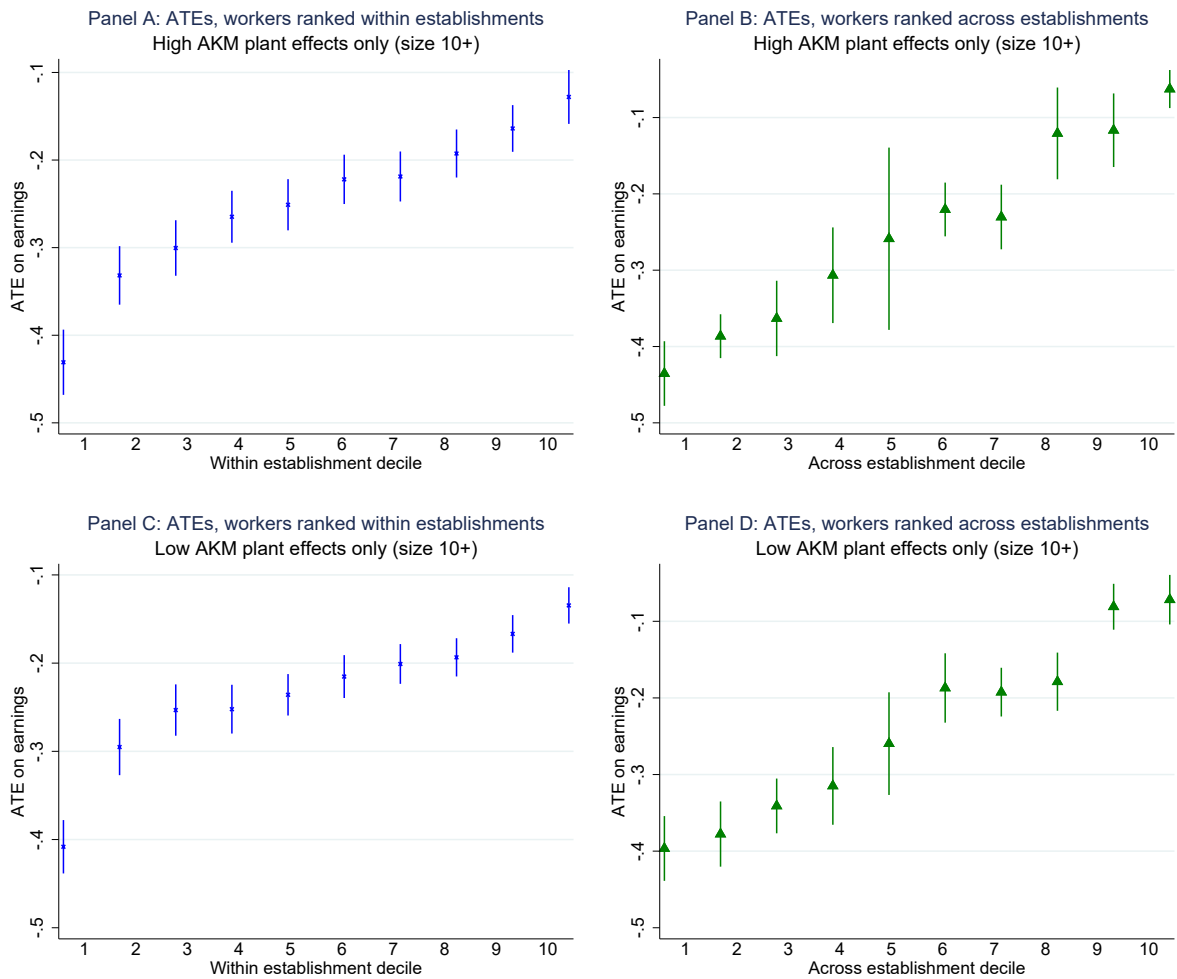 Panel A: ATEs, workers ranked within establishments
High AKM plant effects only (size 10+)
ATE on earnings
-.1
-.2
-.3
-.4
-.5
1 2 3 4 5 6 7 8 9 10
Within establishment decile
Panel B: ATEs, workers ranked across establishments
High AKM plant effects only (size 10+)
ATE on earnings
-.1
-.2
-.3
-.4
-.5
1 2 3 4 5 6 7 8 9 10
Across establishment decile
Panel C: ATEs, workers ranked within establishments
Low AKM plant effects only (size 10+)
ATE on earnings
-.1
-.2
-.3
-.4
-.5
1 2 3 4 5 6 7 8 9 10
Within establishment decile
Panel D: ATEs, workers ranked across establishments
Low AKM plant effects only (size 10+)
ATE on earnings
-.1
-.2
-.3
-.4
-.5
1 2 3 4 5 6 7 8 9 10
Across establishment decile